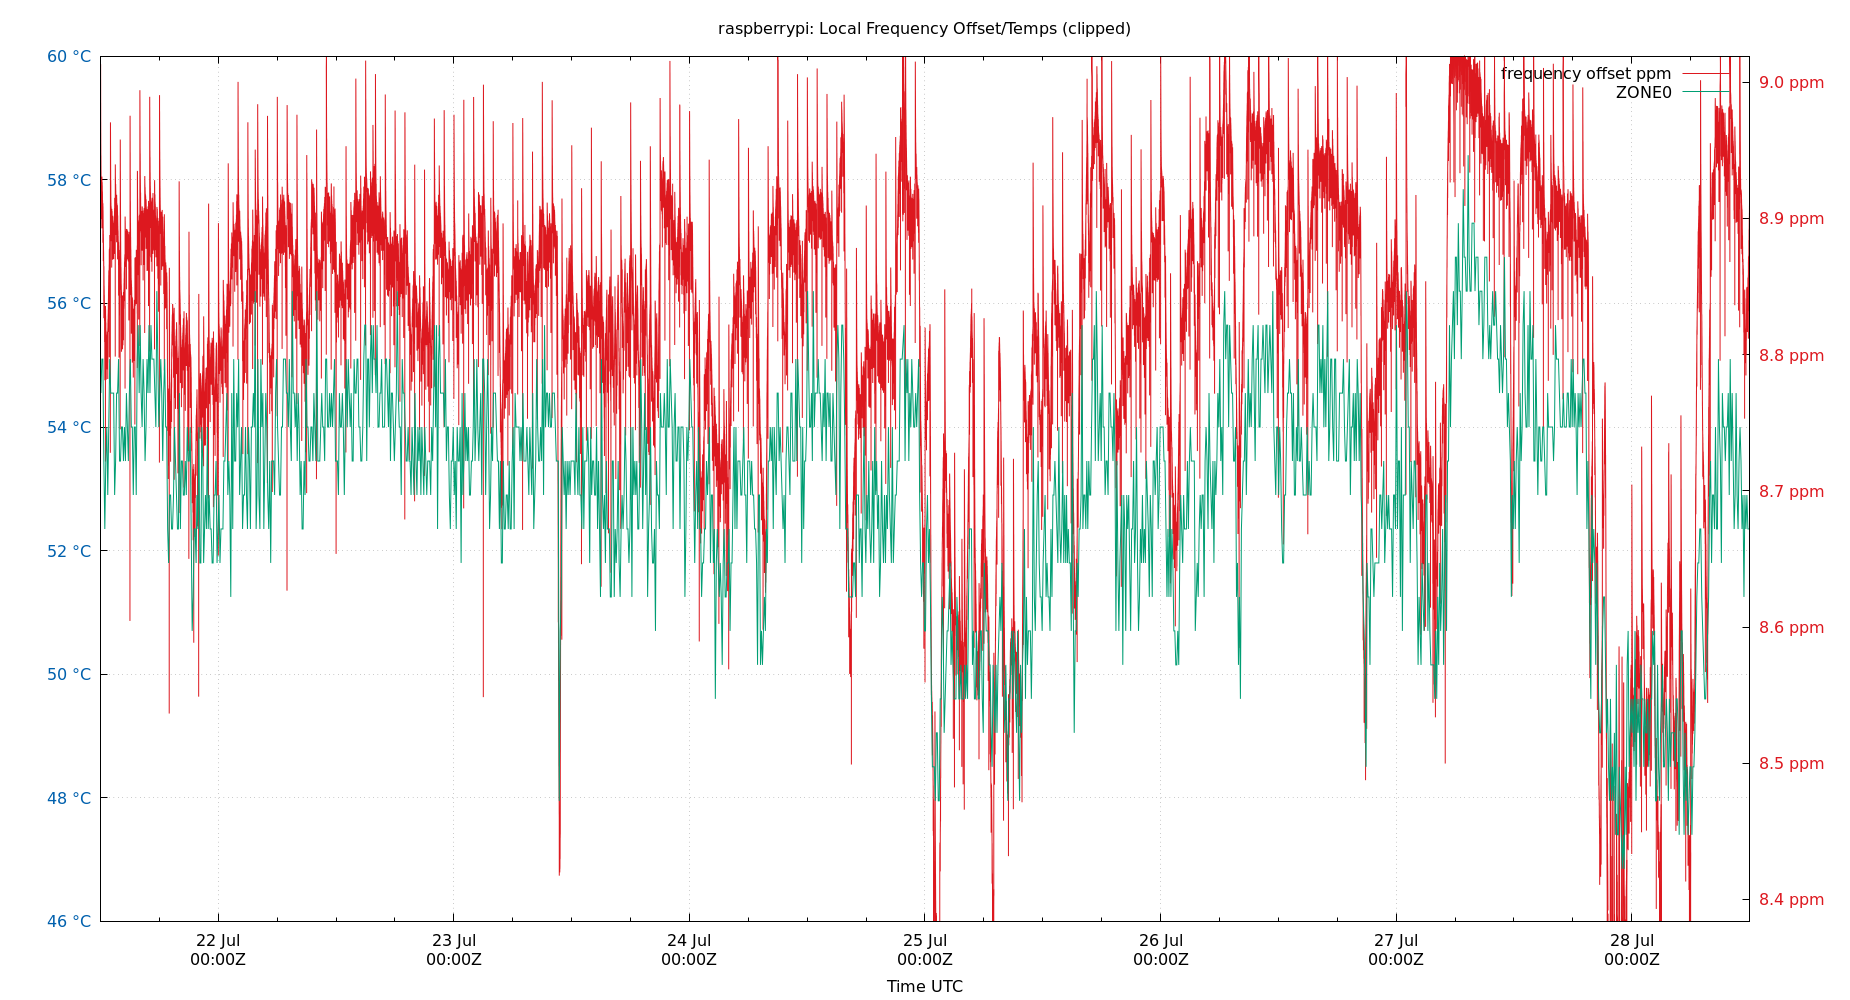 raspberrypi: Local Frequency Offset/Temps (clipped)
60 °C
58 °C
56 °C
54 °C
52 °C
50 °C
48 °C
46 °C
frequency offset ppm
ZONE0
9.0 ppm
8.9 ppm
8.8 ppm
8.7 ppm
8.6 ppm
8.5 ppm
8.4 ppm
22 Jul
00:00Z
23 Jul
00:00Z
24 Jul
00:00Z
25 Jul
00:00Z
26 Jul
00:00Z
27 Jul
00:00Z
28 Jul
00:00Z
Time UTC